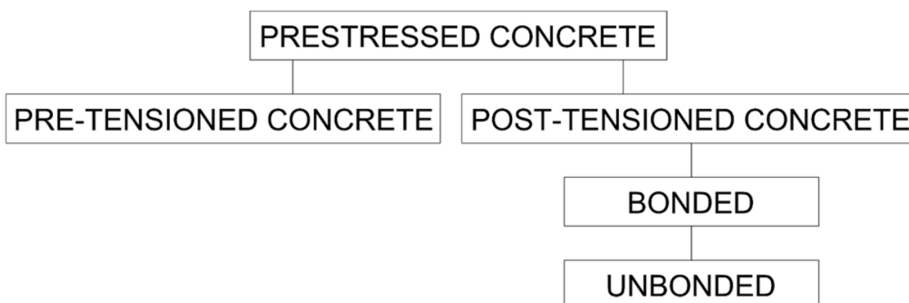 PRESTRESSED CONCRETE
PRE-TENSIONED CONCRETE
POST-TENSIONED CONCRETE
BONDED
UNBONDED